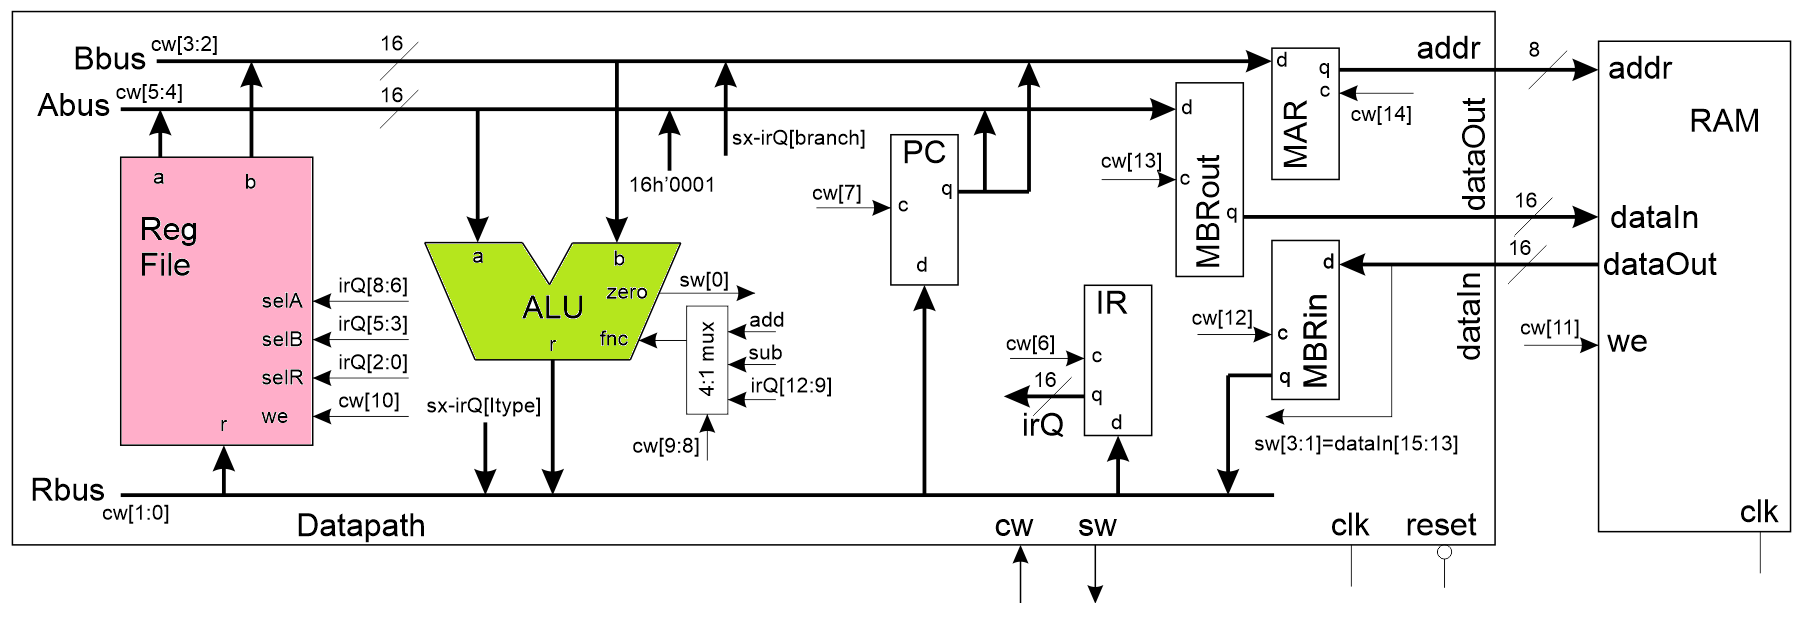 Bbus
cw[3:2]
16
Abus
cw[5:4]
16
a
b
Reg
File
selA
selB
selR
we
r
irQ[8:6]
irQ[5:3]
irQ[2:0]
cw[10]
a
b
zero
ALU
fnc
r
sw[0]
4:1 mux
add
sub
irQ[12:9]
cw[9:8]
sx-irQ[Itype]
16h'0001
sx-irQ[branch]
PC
q
c
d
cw[7]
IR
c
q
d
cw[6]
16
irQ
d
q
c
MAR
cw[14]
d
c
q
MBRout
cw[13]
d
c
q
MBRin
cw[12]
sw[3:1]=dataIn[15:13]
addr
dataOut
dataIn
8
16
16
addr
RAM
dataIn
dataOut
cw[11]
we
clk
Rbus
cw[1:0]
Datapath
cw
sw
clk
reset